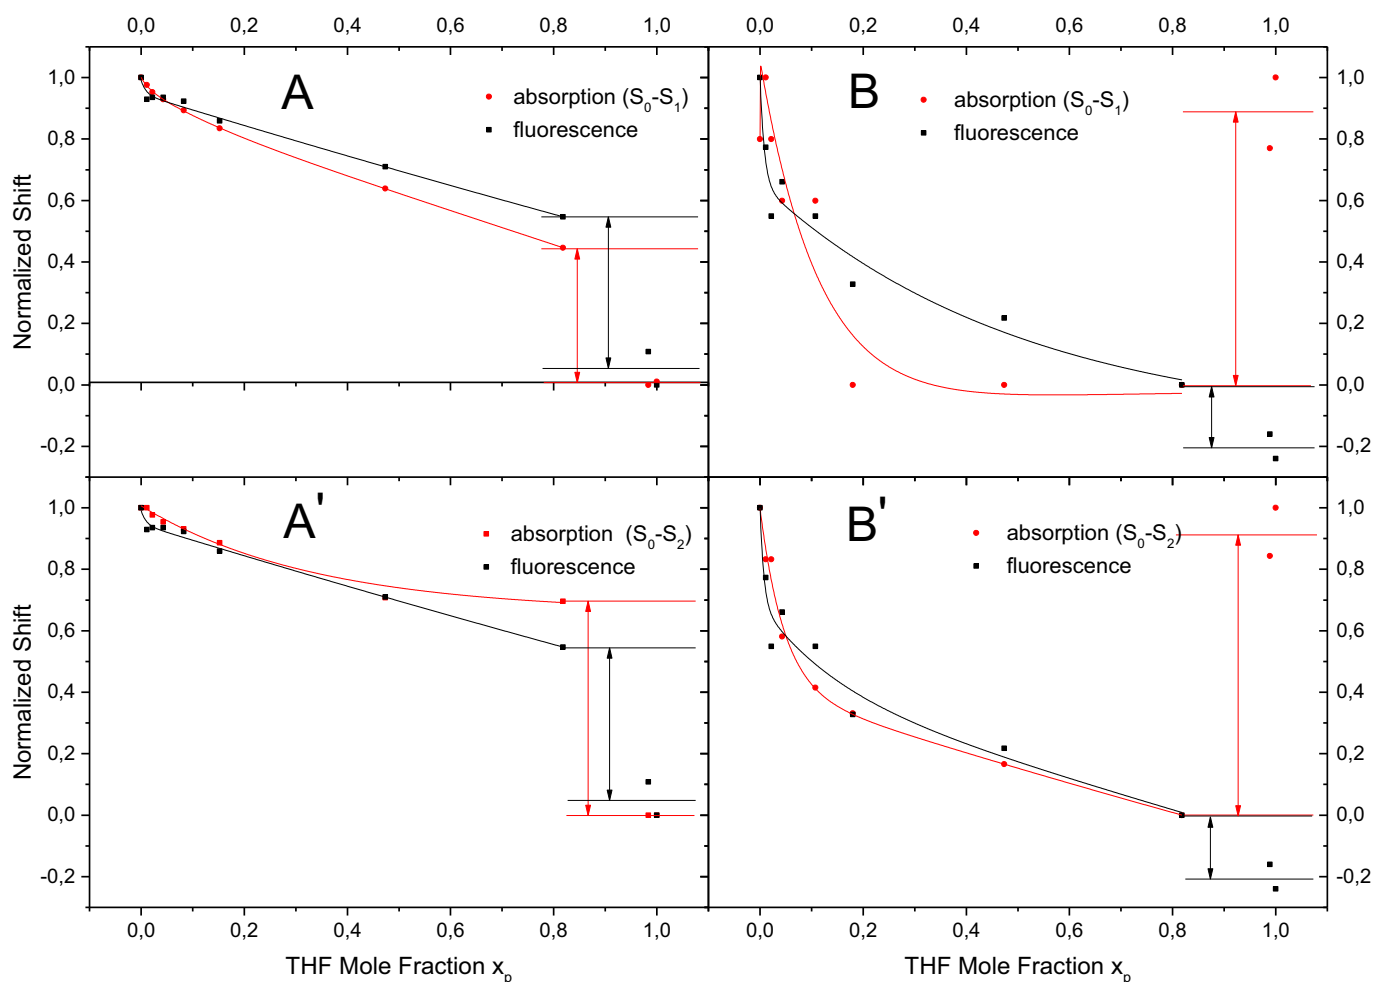 0,0 0,2 0,4 0,6 0,8 1,0 0,0 0,2 0,4 0,6 0,8 1,0
A
absorption (S0-S1)
fluorescence
B
absorption (S0-S1)
fluorescence
1,0 1,0
0,8 0,8
0,6 0,6
0,4 0,4
0,2 0,2
0,0 0,0
-0,2 -0,2
Normalized Shift
A'
absorption (S0-S2)
fluorescence
B'
absorption (S0-S2)
fluorescence
1,0 1,0
0,8 0,8
0,6 0,6
0,4 0,4
0,2 0,2
0,0 0,0
-0,2 -0,2
Normalized Shift
0,0 0,2 0,4 0,6 0,8 1,0 0,0 0,2 0,4 0,6 0,8 1,0
THF Mole Fraction xp THF Mole Fraction xp